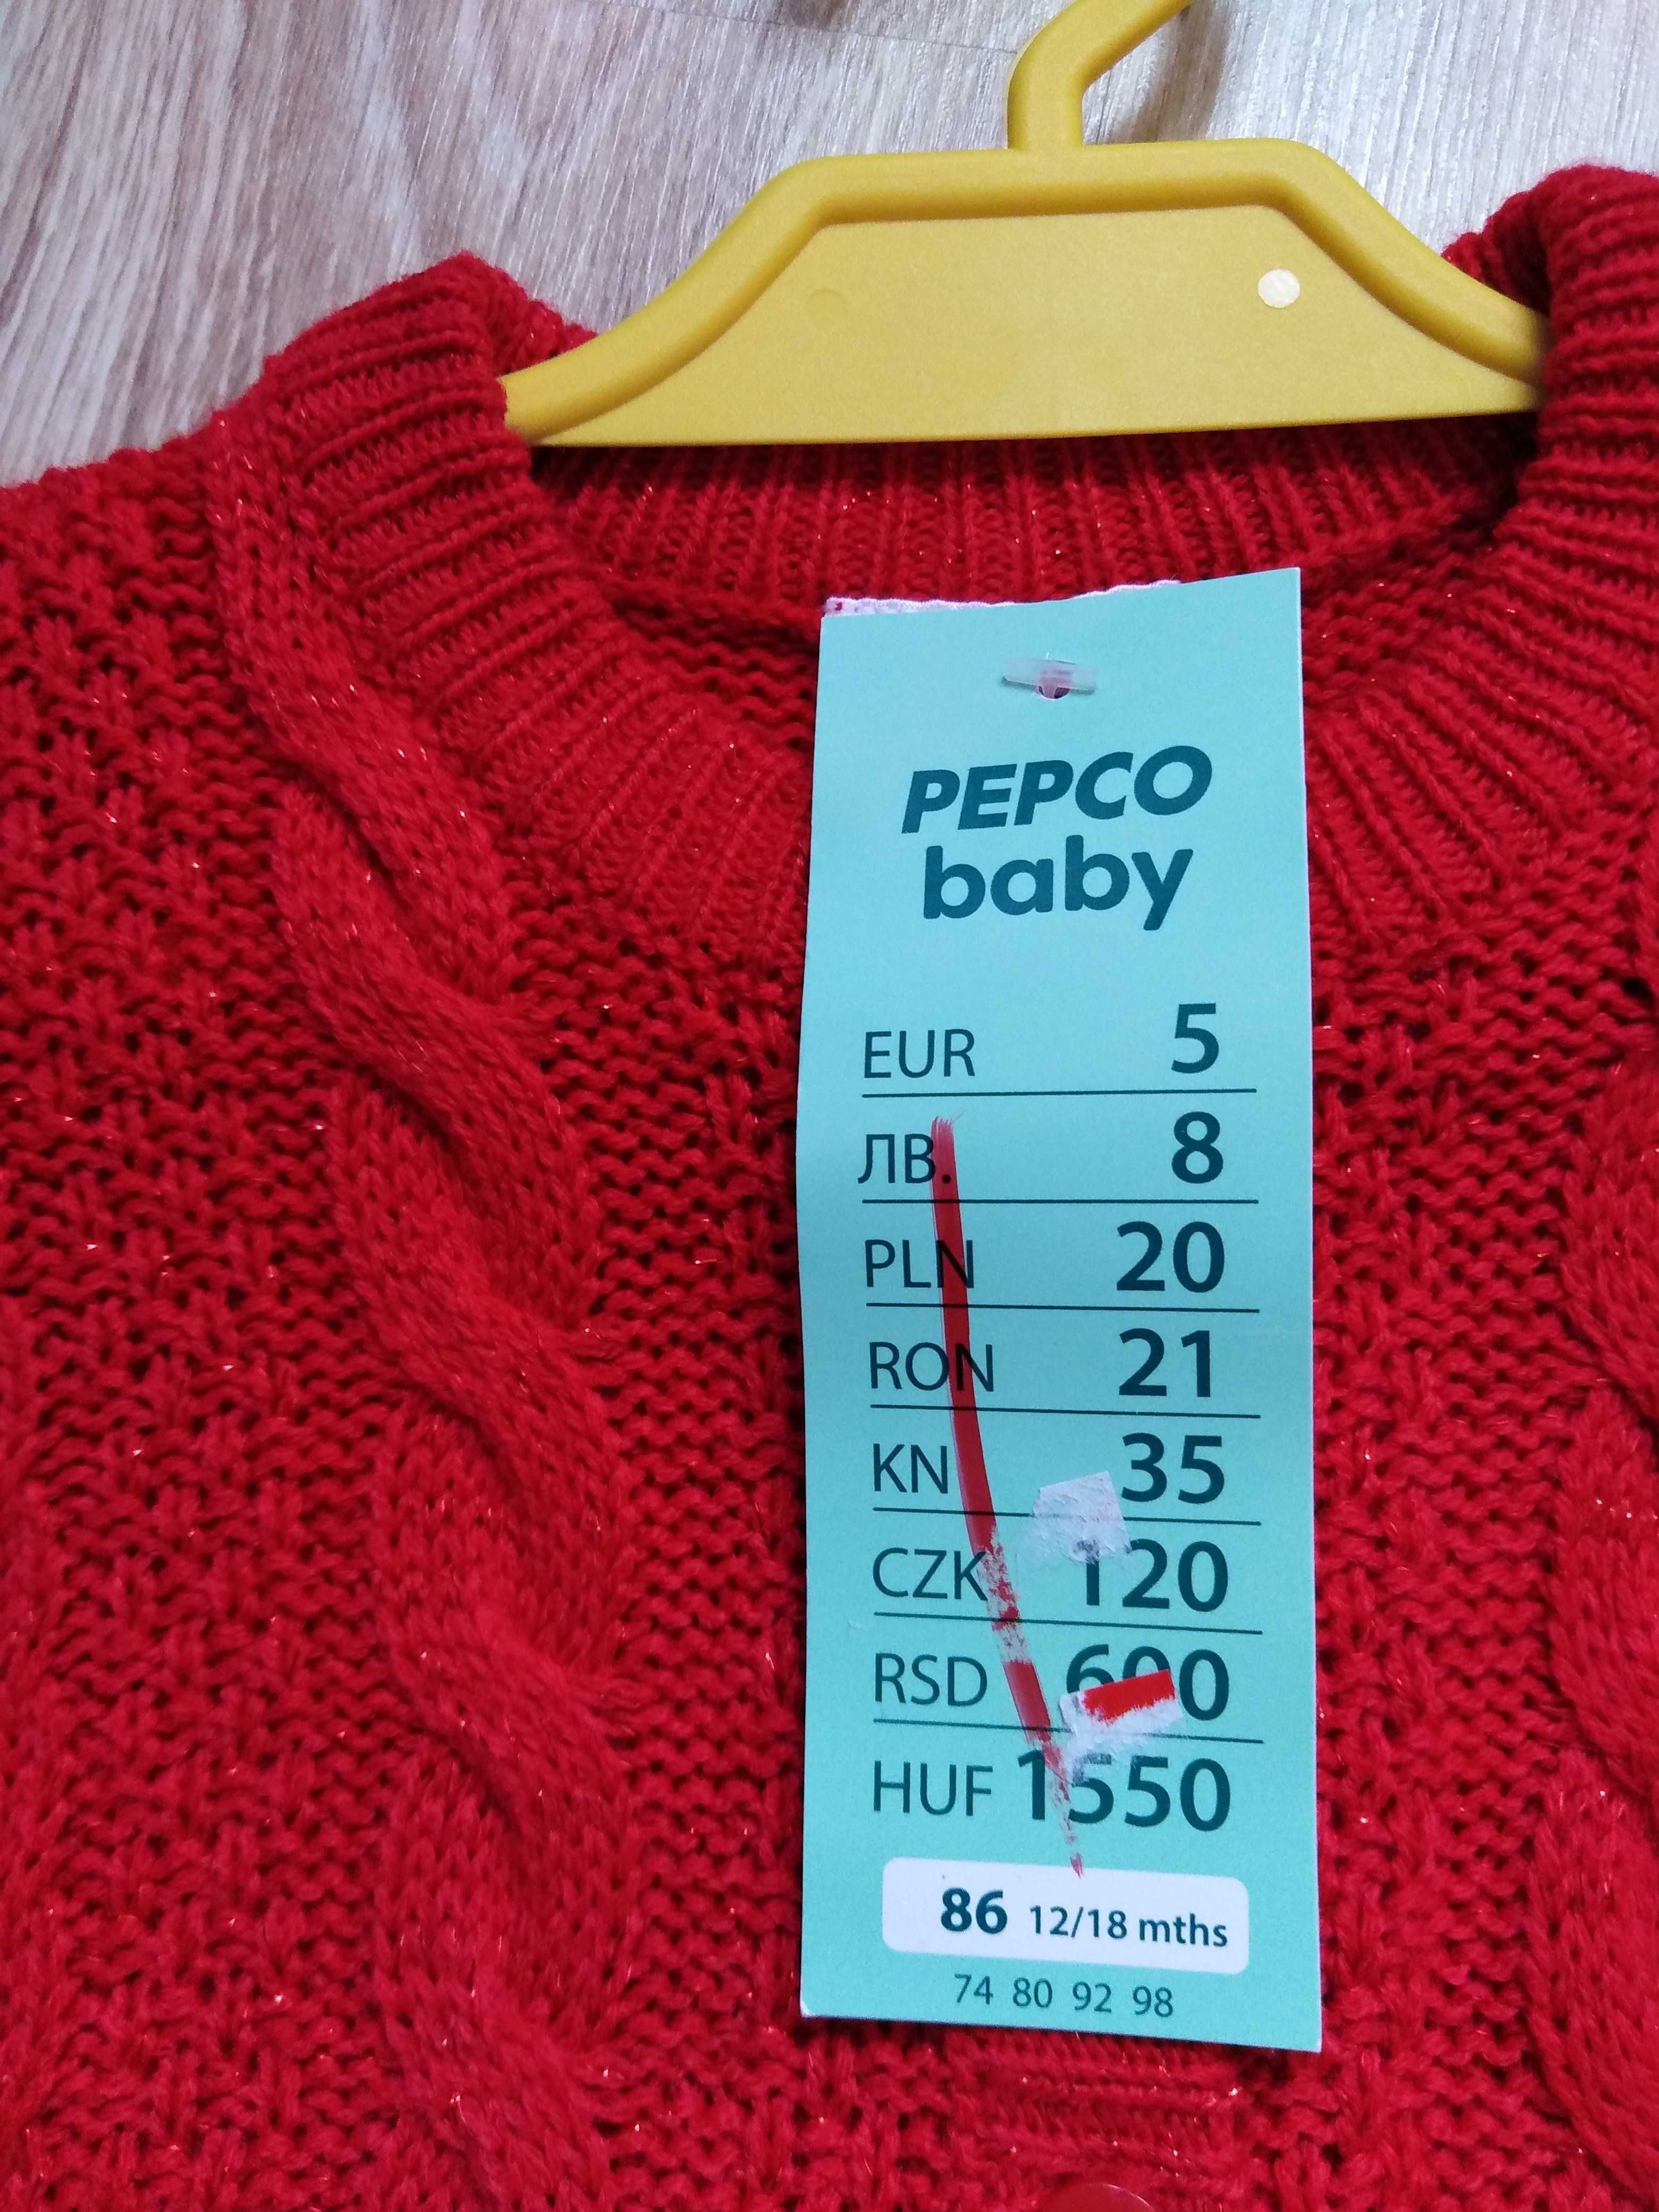 PEPCO
baby
EUR 5
ЛВ. 8
PLN 20
RON 21
KN 35
CZK 120
RSD 600
HUF 1550
86 12/18 mths
74 80 92 98